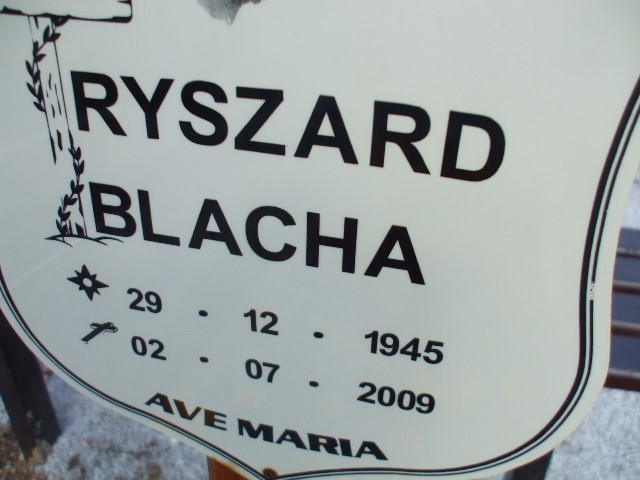 RYSZARD
BLACHA
29 . 12 . 1945
02 . 07 . 2009
AVE MARIA